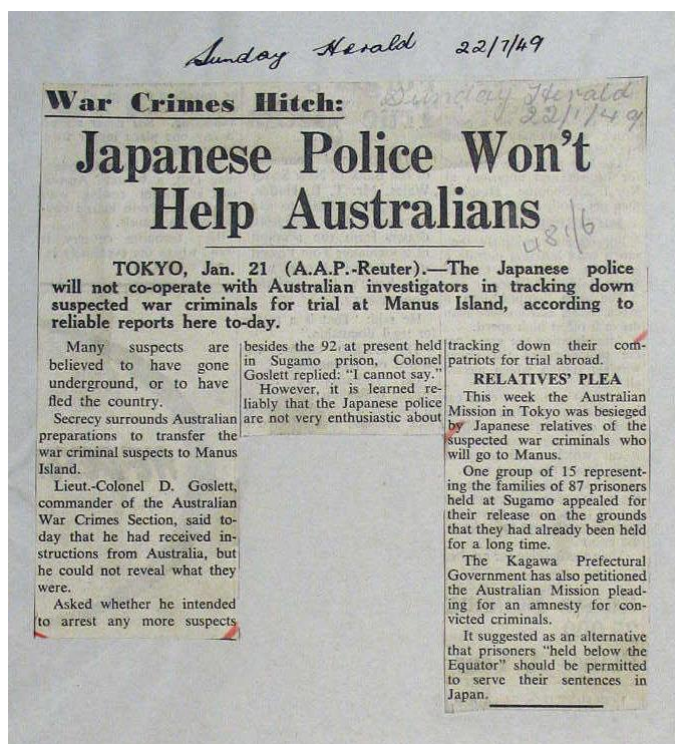 Sunday Herald 22/7/49
Sunday Herald
22/1/49
War Crimes Hitch:
Japanese Police Won't
Help Australians
481/6
TOKYO, Jan. 21 (A.A.P.-Reuter).—The Japanese police
will not co-operate with Australian investigators in tracking down
suspected war criminals for trial at Manus Island, according to
reliable reports here to-day.
Many suspects are
believed to have gone
underground, or to have
fled the country.
Secrecy surrounds Australian
preparations to transfer the
war criminal suspects to Manus
Island.
Lieut.-Colonel D. Goslett,
commander of the Australian
War Crimes Section, said to-
day that he had received in-
structions from Australia, but
he could not reveal what they
were.
Asked whether he intended
to arrest any more suspects
besides the 92 at present held
in Sugamo prison, Colonel
Goslett replied: "I cannot say."
However, it is learned re-
liably that the Japanese police
are not very enthusiastic about
tracking down their com-
patriots for trial abroad.
RELATIVES' PLEA
This week the Australian
Mission in Tokyo was besieged
by Japanese relatives of the
suspected war criminals who
will go to Manus.
One group of 15 represent-
ing the families of 87 prisoners
held at Sugamo appealed for
their release on the grounds
that they had already been held
for a long time.
The Kagawa Prefectural
Government has also petitioned
the Australian Mission plead-
ing for an amnesty for con-
victed criminals.
It suggested as an alternative
that prisoners "held below the
Equator" should be permitted
to serve their sentences in
Japan.